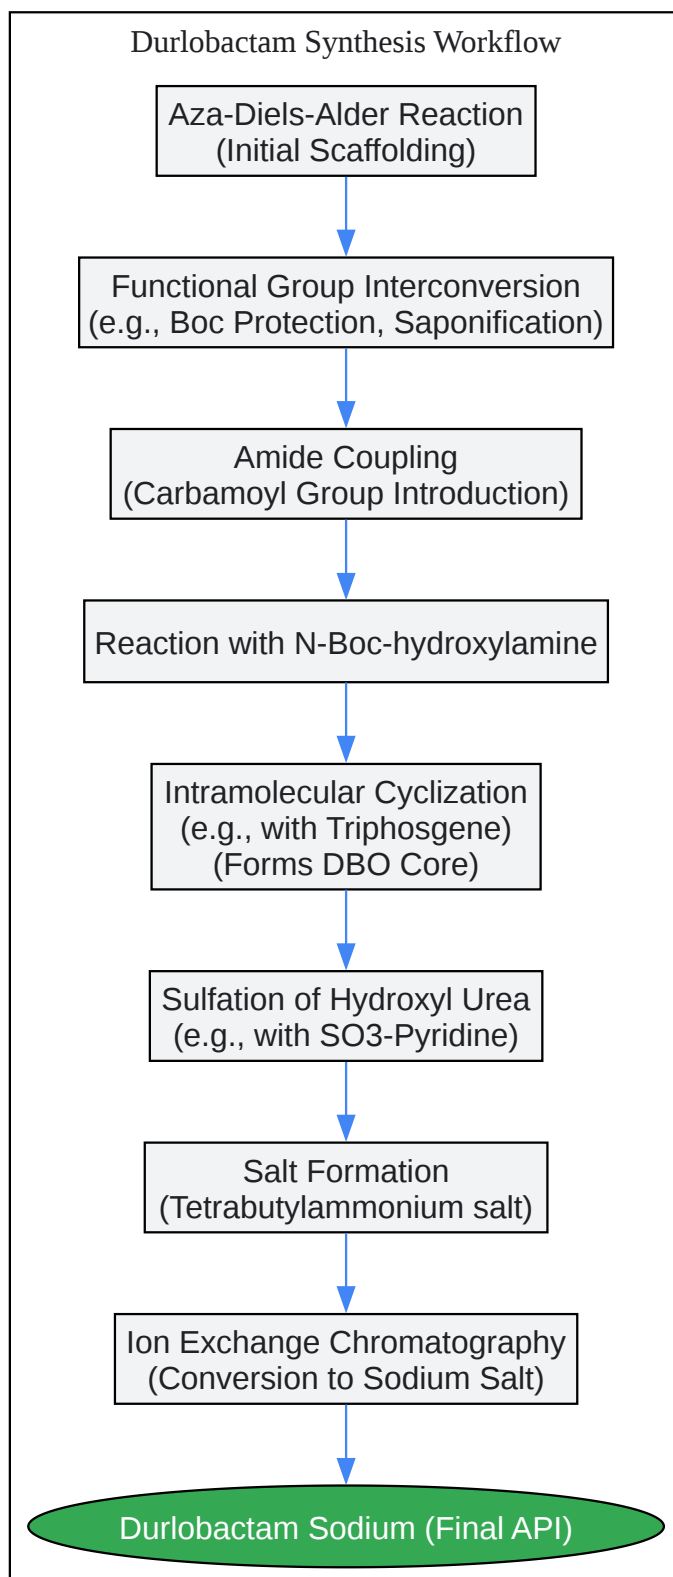 Durlobactam Synthesis Workflow
Aza-Diels-Alder Reaction
(Initial Scaffolding)
Functional Group Interconversion
(e.g., Boc Protection, Saponification)
Amide Coupling
(Carbamoyl Group Introduction)
Reaction with N-Boc-hydroxylamine
Intramolecular Cyclization
(e.g., with Triphosgene)
(Forms DBO Core)
Sulfation of Hydroxyl Urea
(e.g., with SO3-Pyridine)
Salt Formation
(Tetrabutylammonium salt)
Ion Exchange Chromatography
(Conversion to Sodium Salt)
Durlobactam Sodium (Final API)